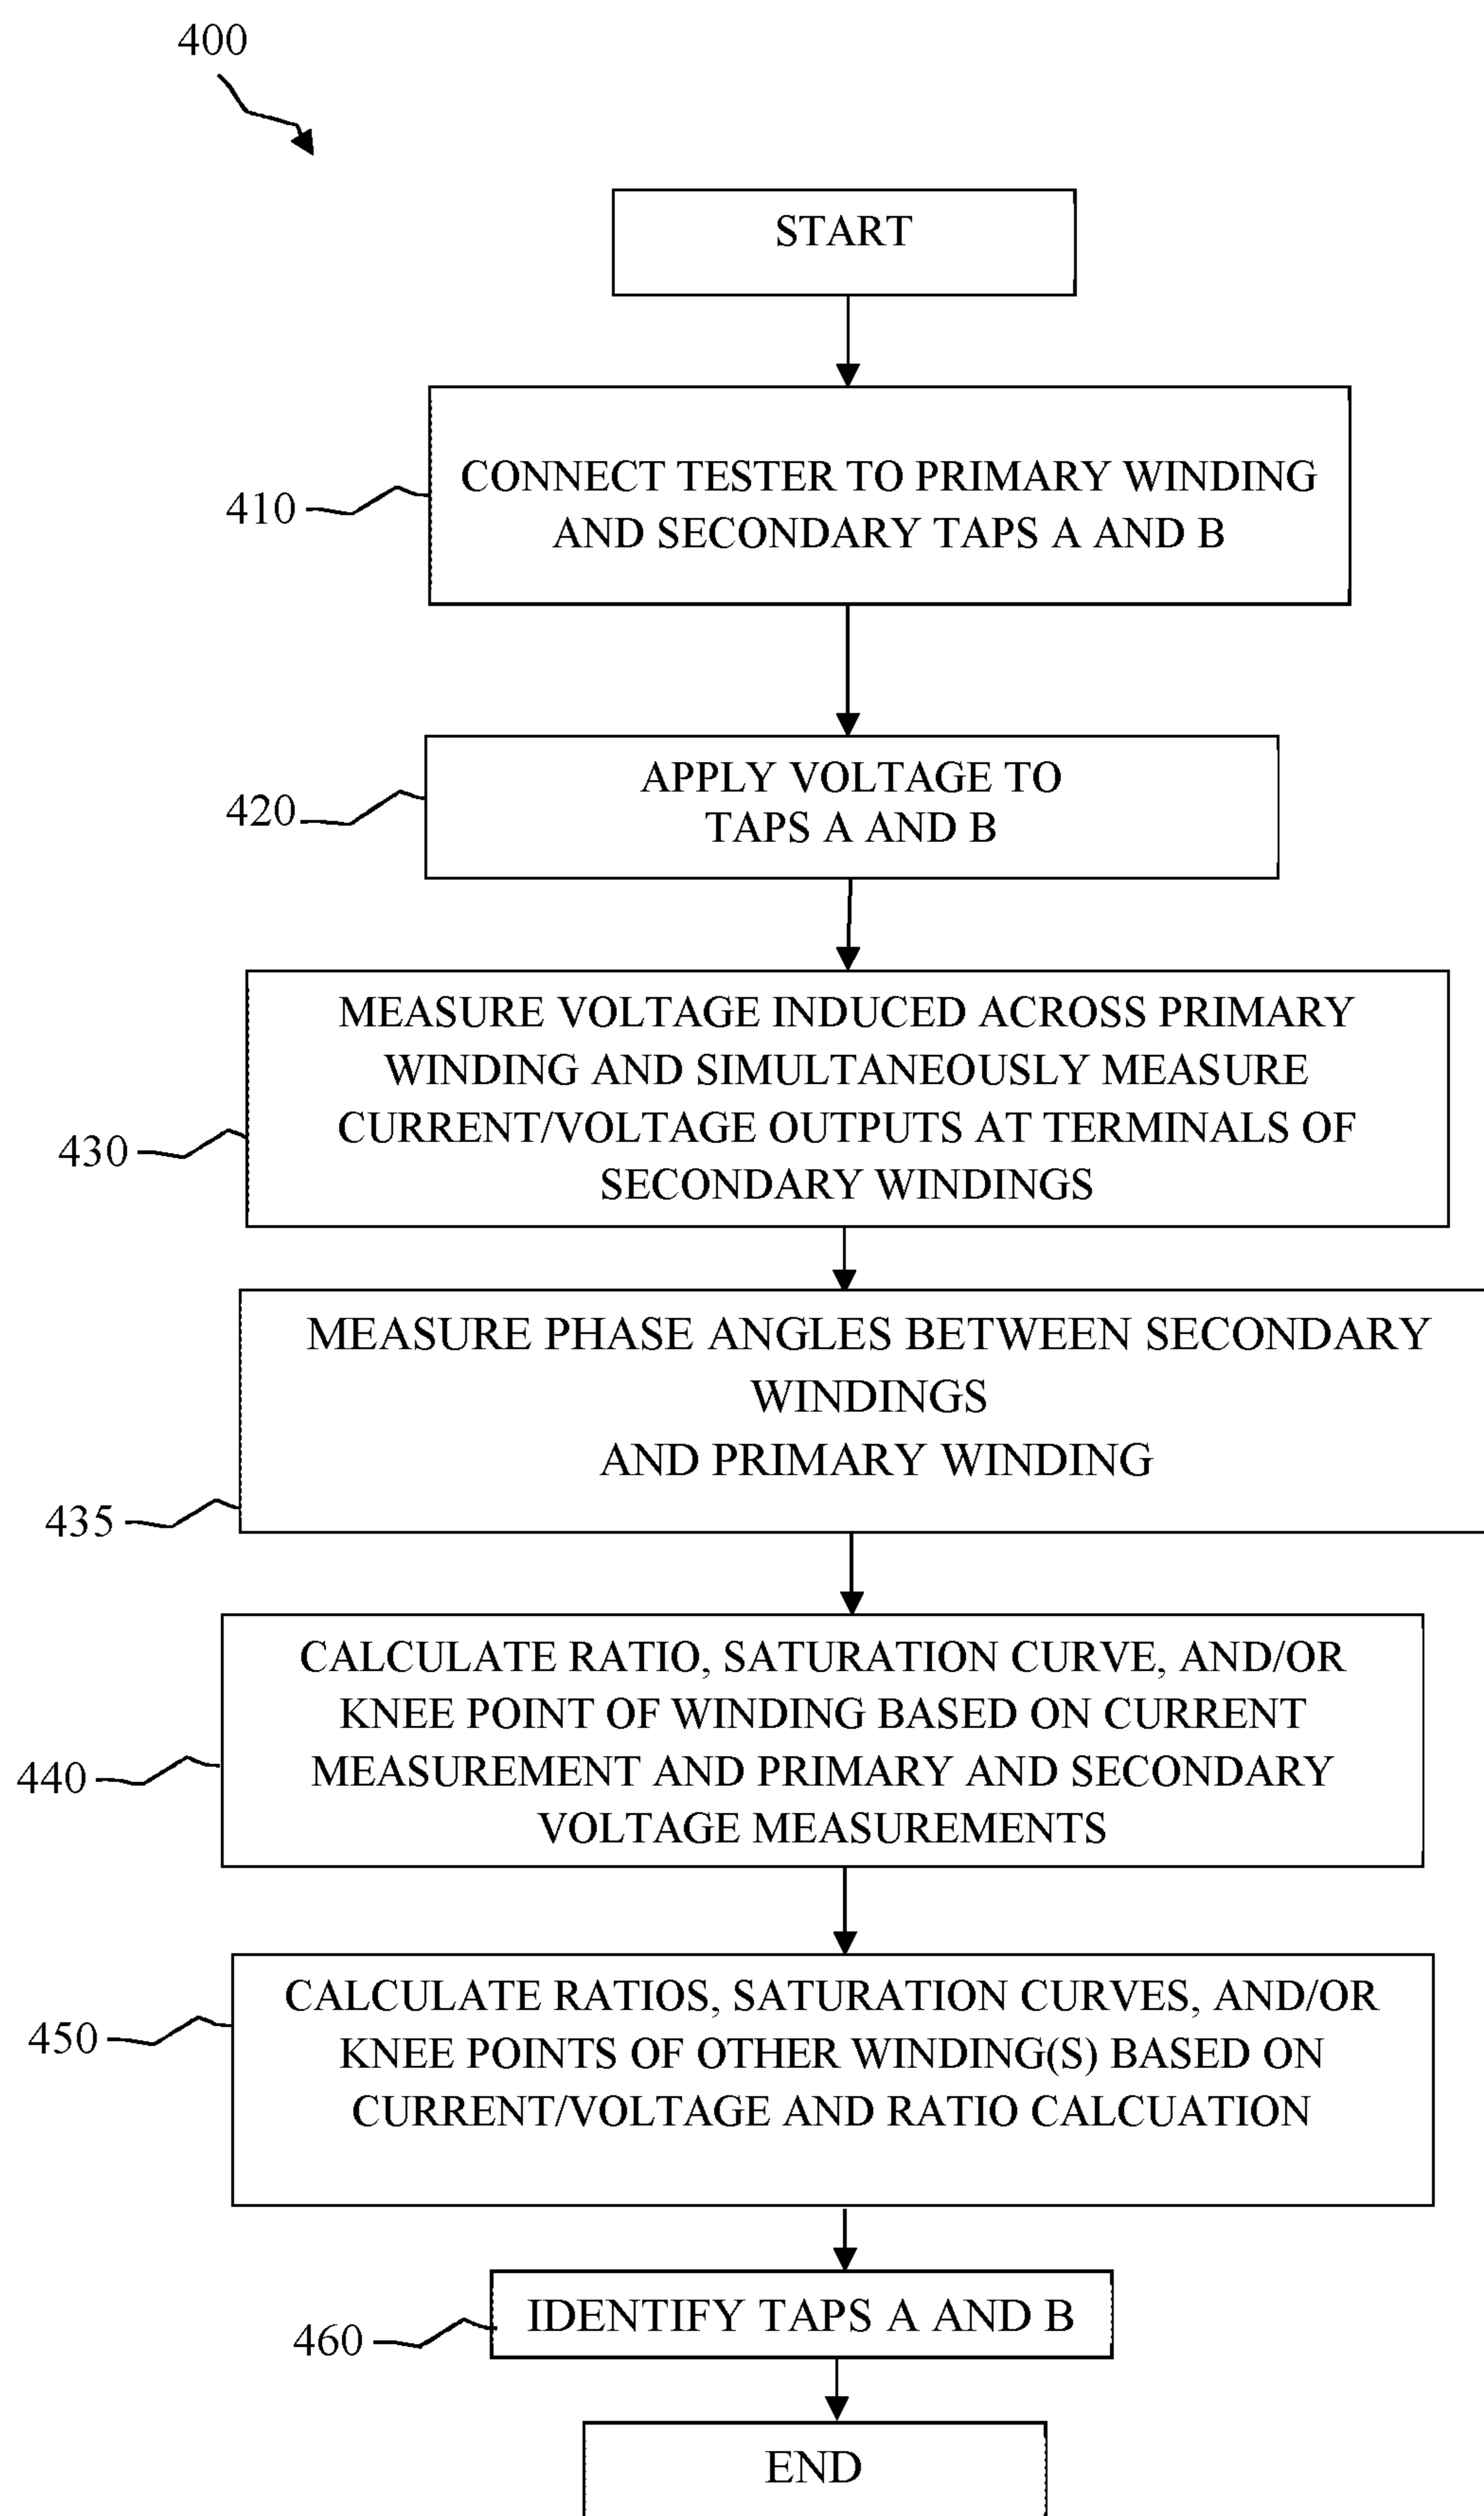 400
START
410
CONNECT TESTER TO PRIMARY WINDING
AND SECONDARY TAPS A AND B
420
APPLY VOLTAGE TO
TAPS A AND B
430
MEASURE VOLTAGE INDUCED ACROSS PRIMARY
WINDING AND SIMULTANEOUSLY MEASURE
CURRENT/VOLTAGE OUTPUTS AT TERMINALS OF
SECONDARY WINDINGS
435
MEASURE PHASE ANGLES BETWEEN SECONDARY
WINDINGS
AND PRIMARY WINDING
440
CALCULATE RATIO, SATURATION CURVE, AND/OR
KNEE POINT OF WINDING BASED ON CURRENT
MEASUREMENT AND PRIMARY AND SECONDARY
VOLTAGE MEASUREMENTS
450
CALCULATE RATIOS, SATURATION CURVES, AND/OR
KNEE POINTS OF OTHER WINDING(S) BASED ON
CURRENT/VOLTAGE AND RATIO CALCUATION
460
IDENTIFY TAPS A AND B
END